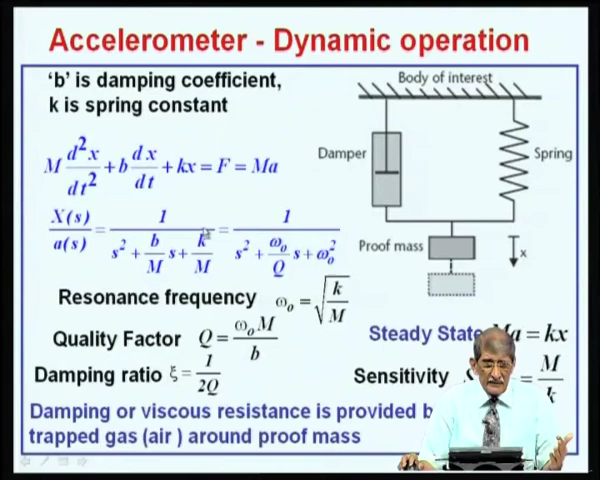 Accelerometer - Dynamic operation
'b' is damping coefficient,
k is spring constant
M d²x/dt² + b dx/dt + kx = F = Ma
X(s)/a(s) = 1/(s² + b/M s + k/M) = 1/(s² + ω₀/Q s + ω₀²)
Resonance frequency ω₀ = √(k/M)
Quality Factor Q = ω₀M/b
Damping ratio ξ = 1/2Q
Body of interest
Damper
Spring
Proof mass
x
Steady State a = kx
Sensitivity = M/k
Damping or viscous resistance is provided
trapped gas (air ) around proof mass